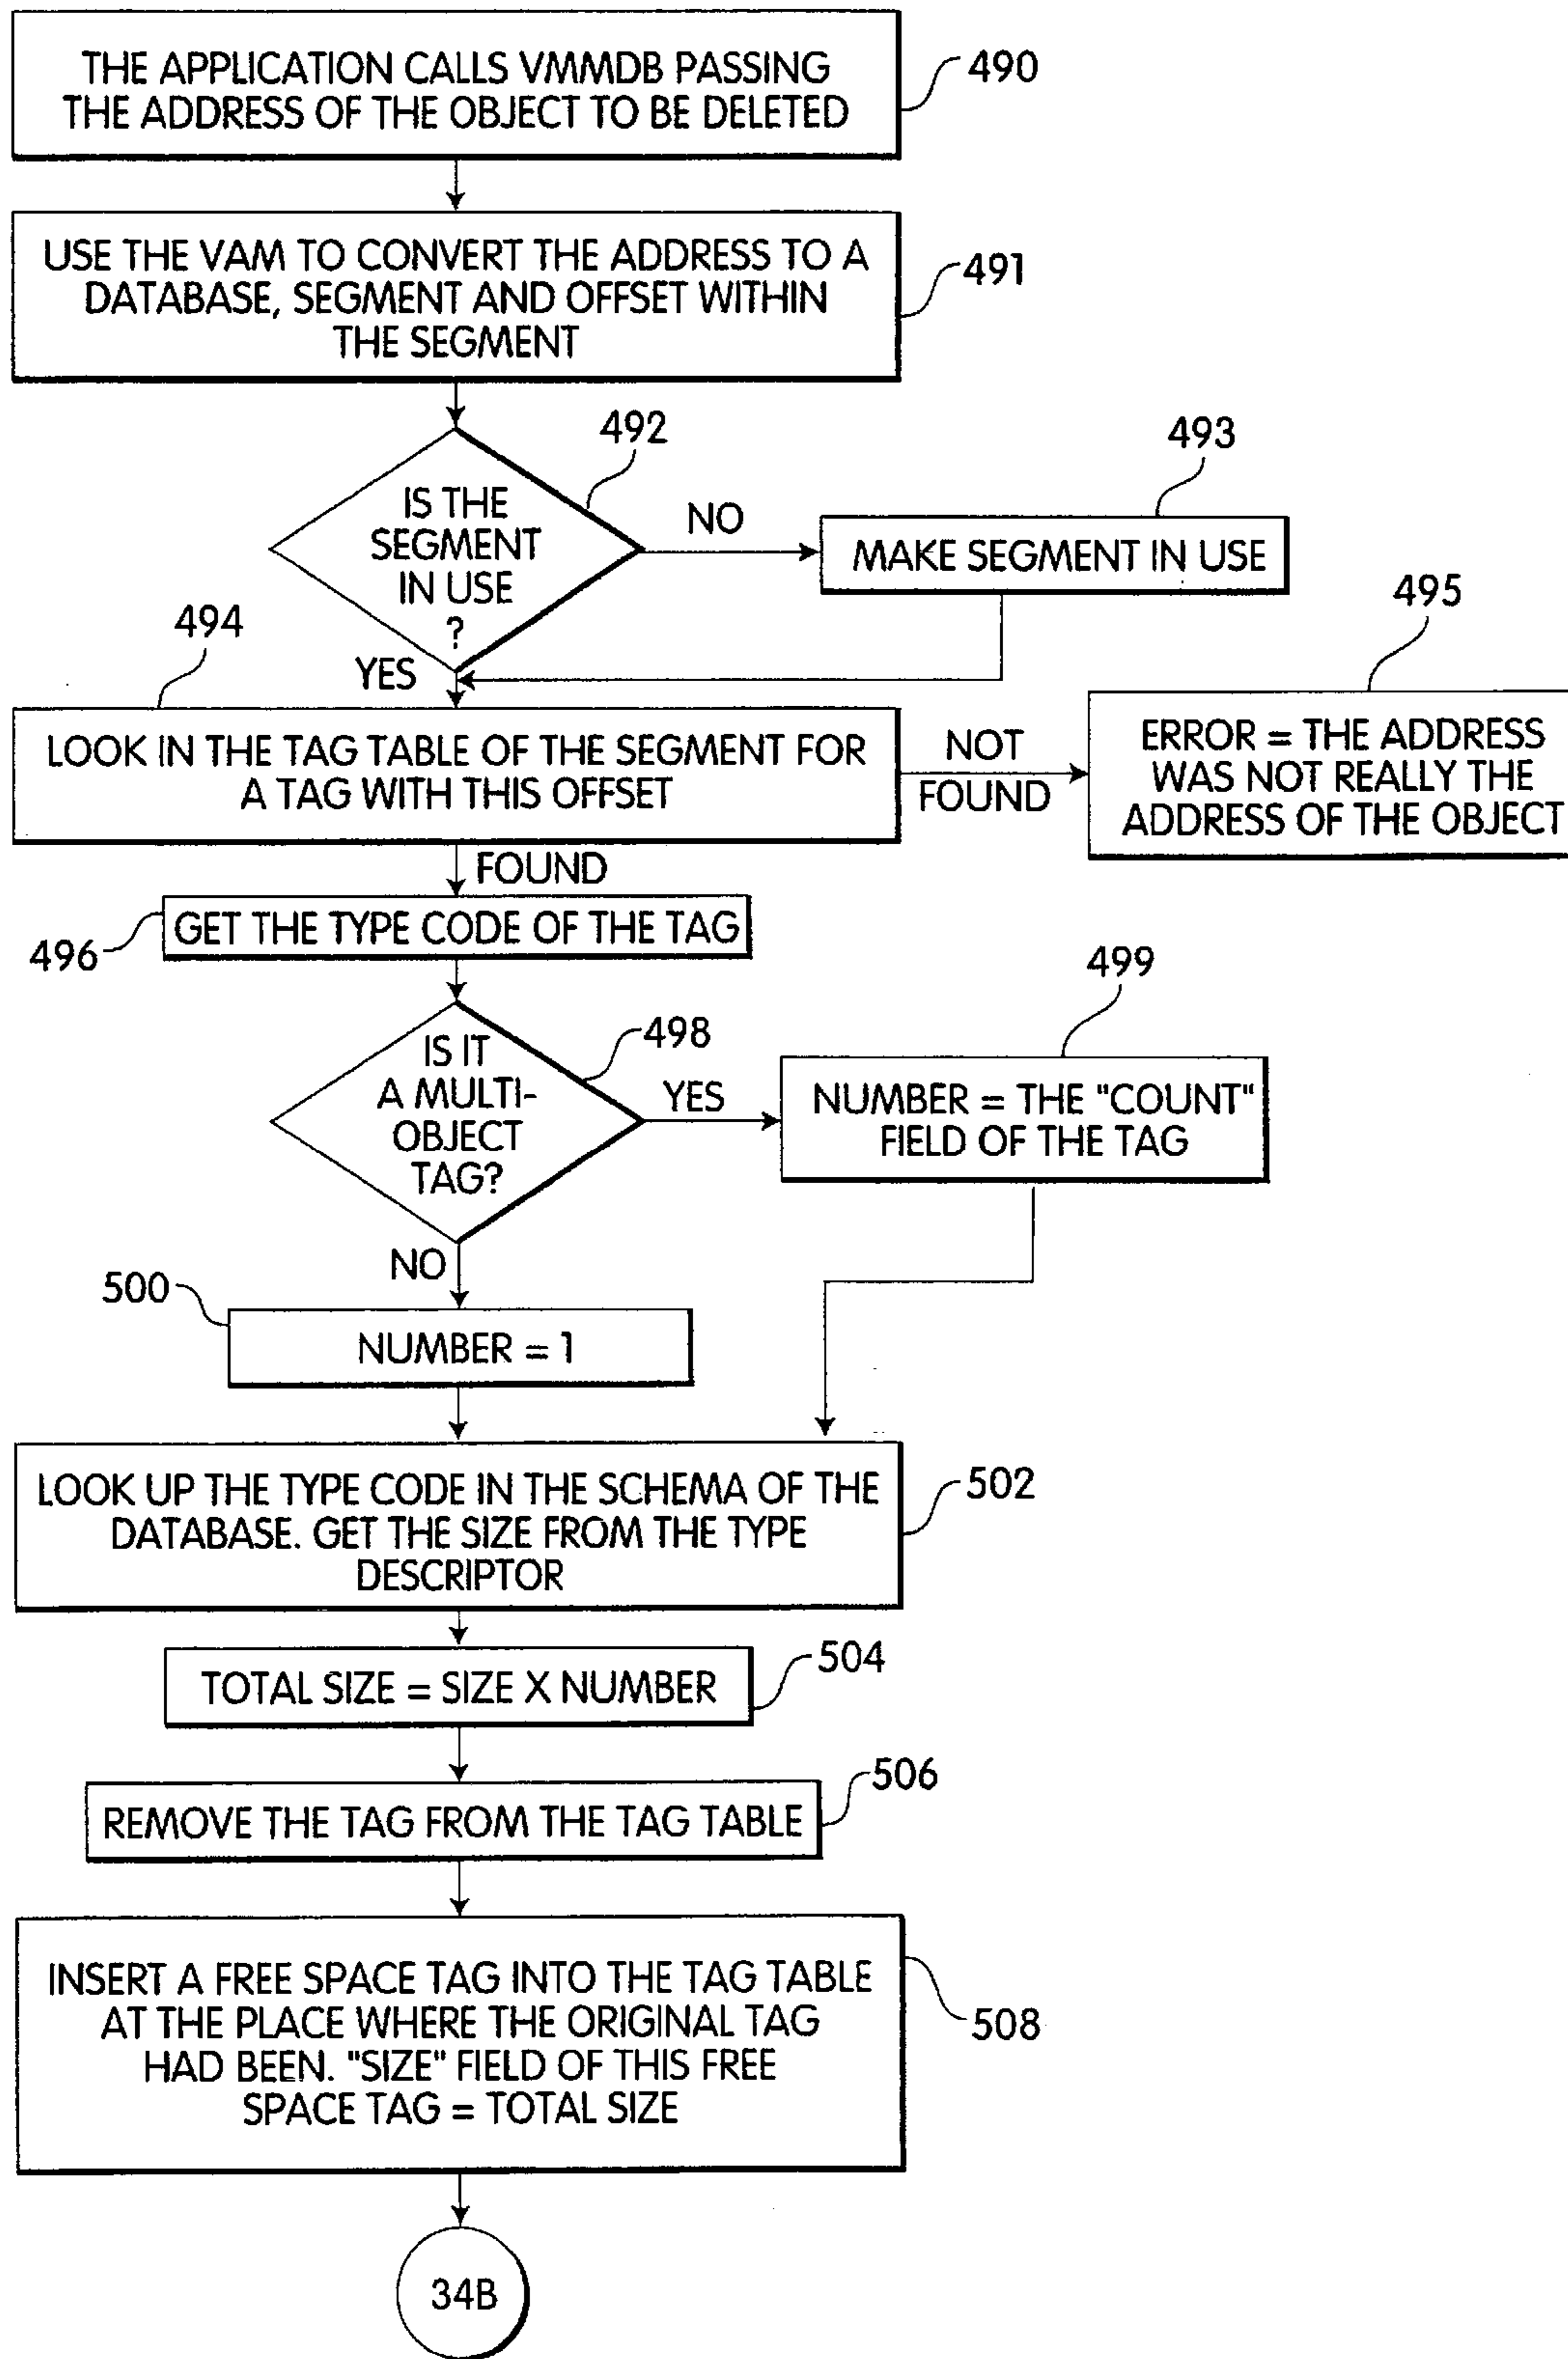 THE APPLICATION CALLS VMMDB PASSING
THE ADDRESS OF THE OBJECT TO BE DELETED
490
USE THE VAM TO CONVERT THE ADDRESS TO A
DATABASE, SEGMENT AND OFFSET WITHIN
THE SEGMENT
491
492
IS THE
SEGMENT
IN USE
?
NO
493
MAKE SEGMENT IN USE
YES
494
LOOK IN THE TAG TABLE OF THE SEGMENT FOR
A TAG WITH THIS OFFSET
NOT
FOUND
495
ERROR = THE ADDRESS
WAS NOT REALLY THE
ADDRESS OF THE OBJECT
FOUND
496
GET THE TYPE CODE OF THE TAG
498
IS IT
A MULTI-
OBJECT
TAG?
YES
499
NUMBER = THE "COUNT"
FIELD OF THE TAG
NO
500
NUMBER = 1
LOOK UP THE TYPE CODE IN THE SCHEMA OF THE
DATABASE. GET THE SIZE FROM THE TYPE
DESCRIPTOR
502
TOTAL SIZE = SIZE X NUMBER
504
REMOVE THE TAG FROM THE TAG TABLE
506
INSERT A FREE SPACE TAG INTO THE TAG TABLE
AT THE PLACE WHERE THE ORIGINAL TAG
HAD BEEN. "SIZE" FIELD OF THIS FREE
SPACE TAG = TOTAL SIZE
508
34B